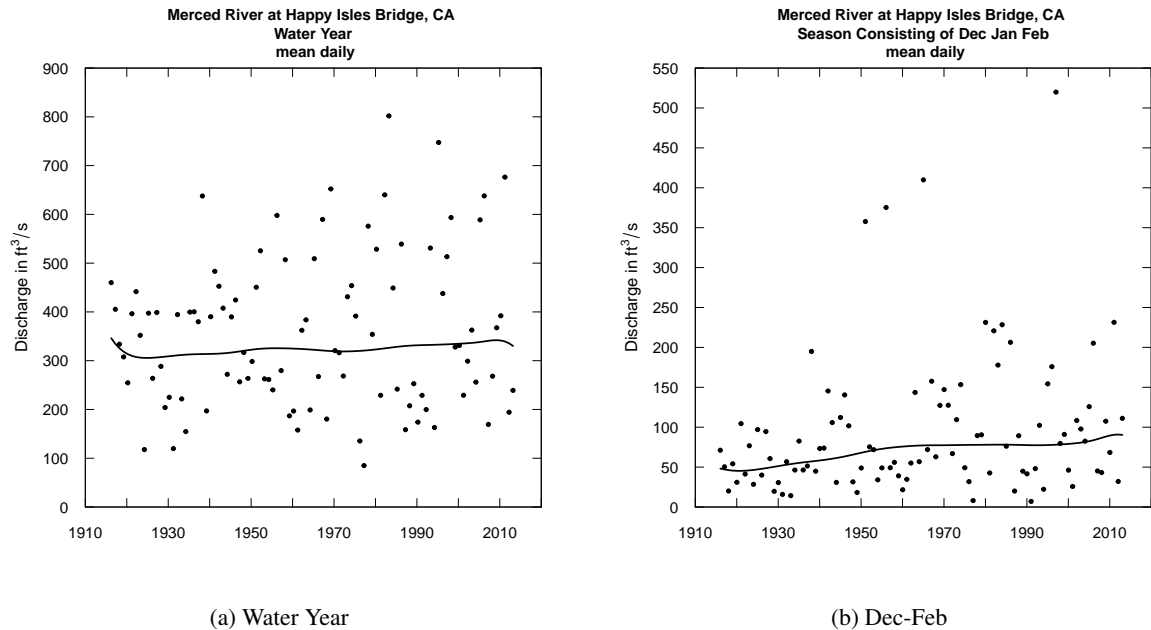 Merced River at Happy Isles Bridge, CA
Water Year
mean daily
900
800
700
600
500
400
300
200
100
0
Discharge in ft³/s
1910 1930 1950 1970 1990 2010
(a) Water Year
Merced River at Happy Isles Bridge, CA
Season Consisting of Dec Jan Feb
mean daily
550
500
450
400
350
300
250
200
150
100
50
0
Discharge in ft³/s
1910 1930 1950 1970 1990 2010
(b) Dec-Feb